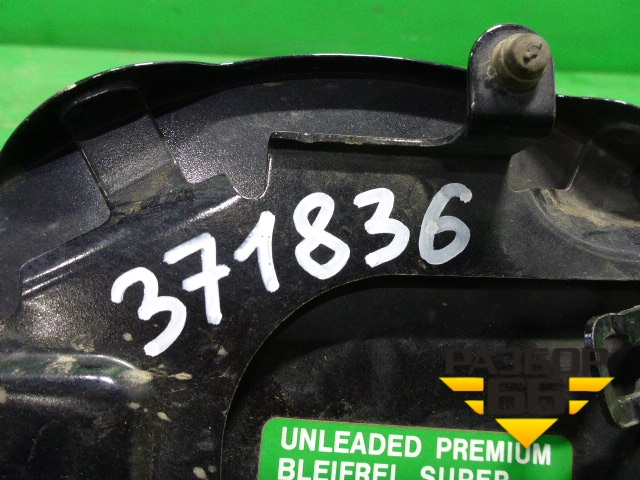 371836
РАЗБОР
66
UNLEADED PREMIUM
BLEIFREI SUPER